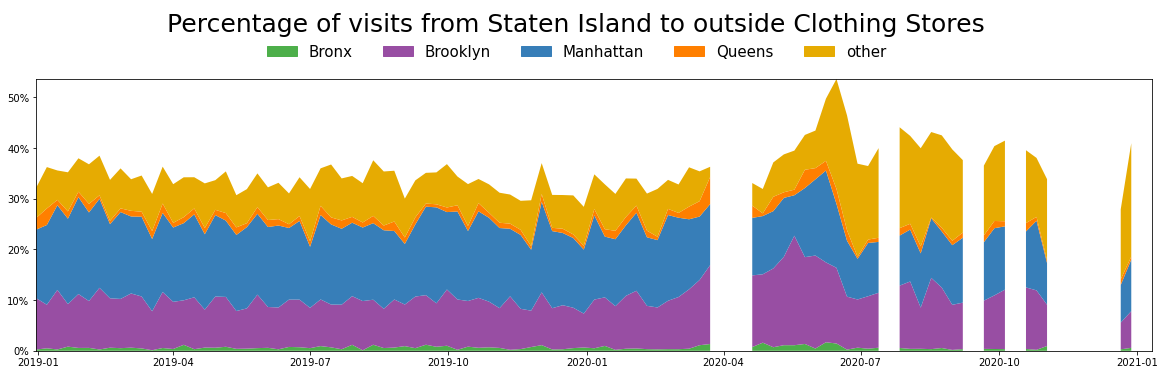 Percentage of visits from Staten Island to outside Clothing Stores
Bronx Brooklyn Manhattan Queens other
50%
40%
30%
20%
10%
0%
2019-01 2019-04 2019-07 2019-10 2020-01 2020-04 2020-07 2020-10 2021-01